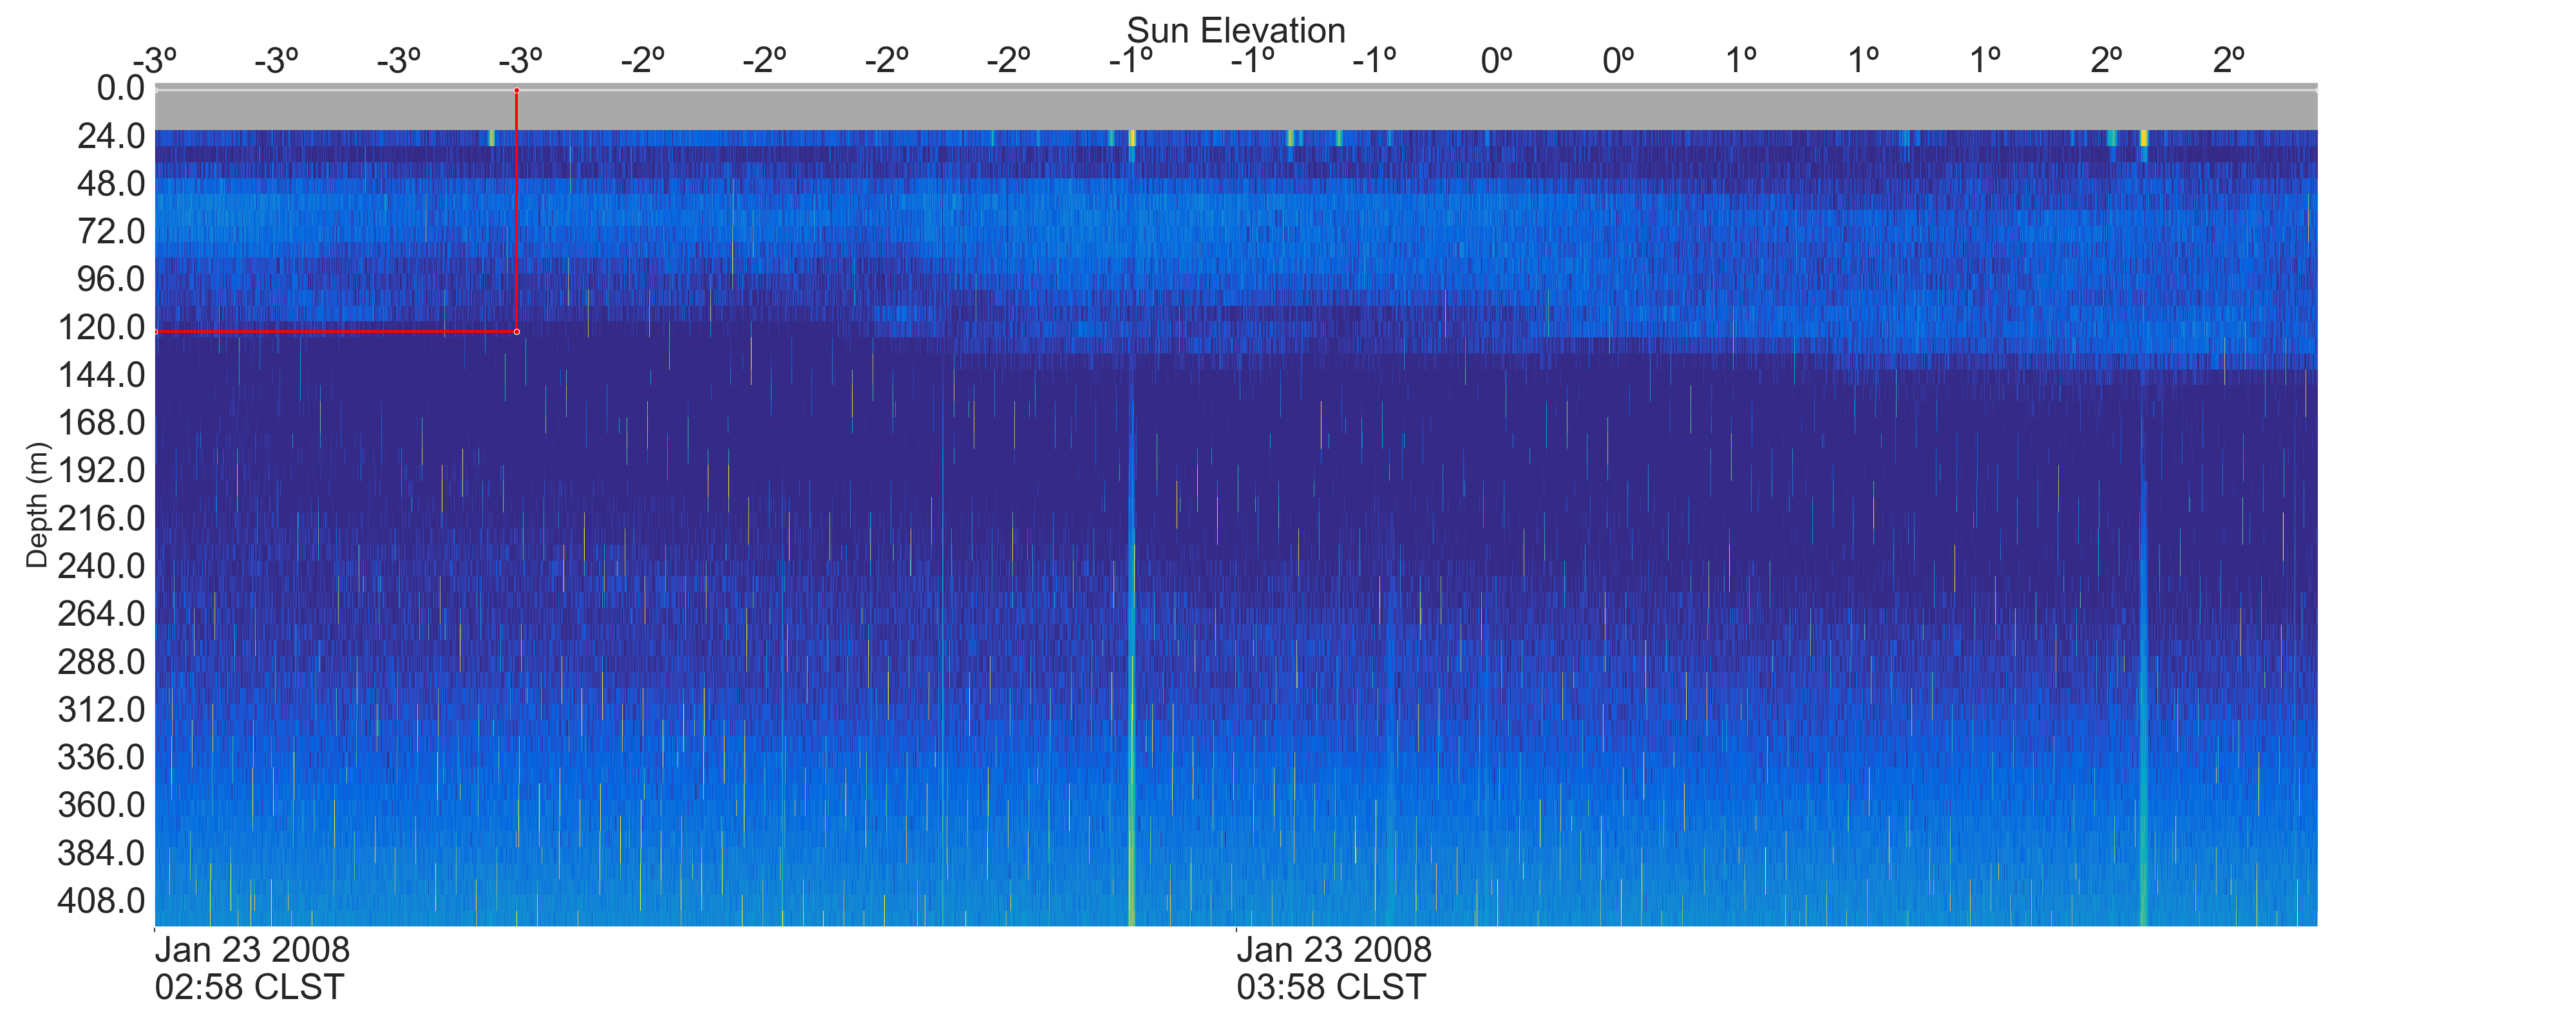 Sun Elevation
-3º -3º -3º -3º -2º -2º -2º -2º -1º -1º -1º 0º 0º 1º 1º 1º 2º 2º
0.0
24.0
48.0
72.0
96.0
120.0
144.0
168.0
192.0
216.0
240.0
264.0
288.0
312.0
336.0
360.0
384.0
408.0
Depth (m)
Jan 23 2008
02:58 CLST
Jan 23 2008
03:58 CLST